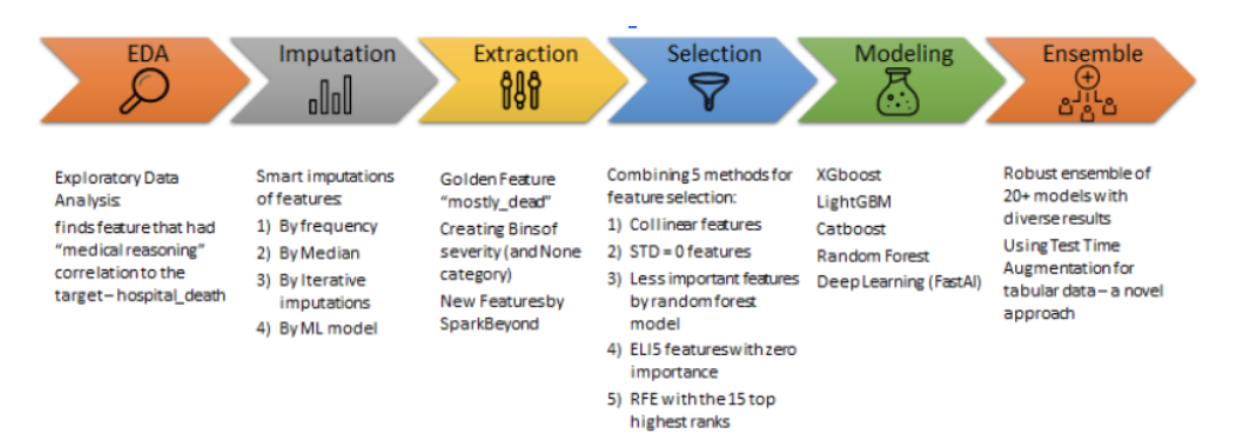 EDA
Imputation
Extraction
Selection
Modeling
Ensemble
Exploratory Data
Analysis:
finds feature that had
“medical reasoning”
correlation to the
target – hospital_death
Smart imputations
of features:
1) By frequency
2) By Median
3) By Iterative
imputations
4) By ML model
Golden Feature
“mostly_dead”
Creating Bins of
severity (and None
category)
New Features by
SparkBeyond
Combining 5 methods for
feature selection:
1) Collinear features
2) STD = 0 features
3) Less important features
by random forest
model
4) ELI5 features with zero
importance
5) RFE with the 15 top
highest ranks
XGboost
LightGBM
Catboost
Random Forest
Deep Learning (FastAI)
Robust ensemble of
20+ models with
diverse results
Using Test Time
Augmentation for
tabular data – a novel
approach